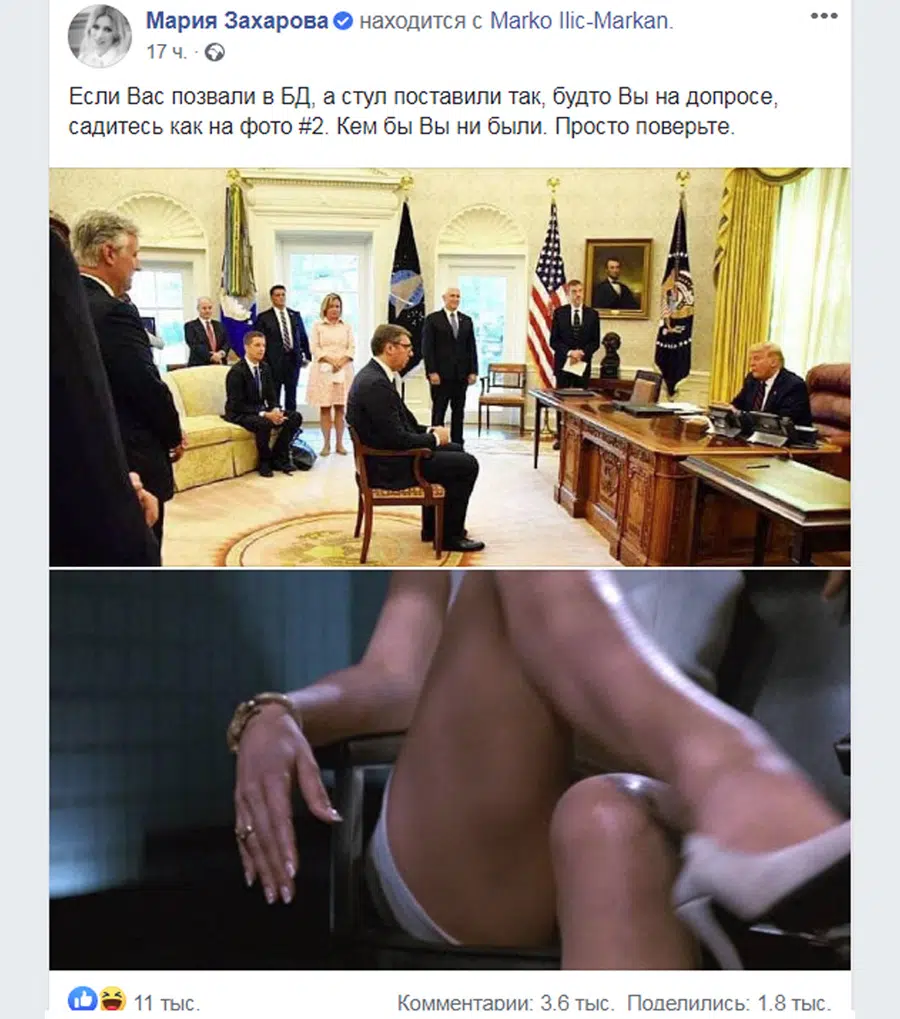 Мария Захарова находится с Marko Ilic-Markan.
17 ч. ·
Если Вас позвали в БД, а стул поставили так, будто Вы на допросе,
садитесь как на фото #2. Кем бы Вы ни были. Просто поверьте.
11 тыс. Комментарии: 3,6 тыс. Поделились: 1,8 тыс.